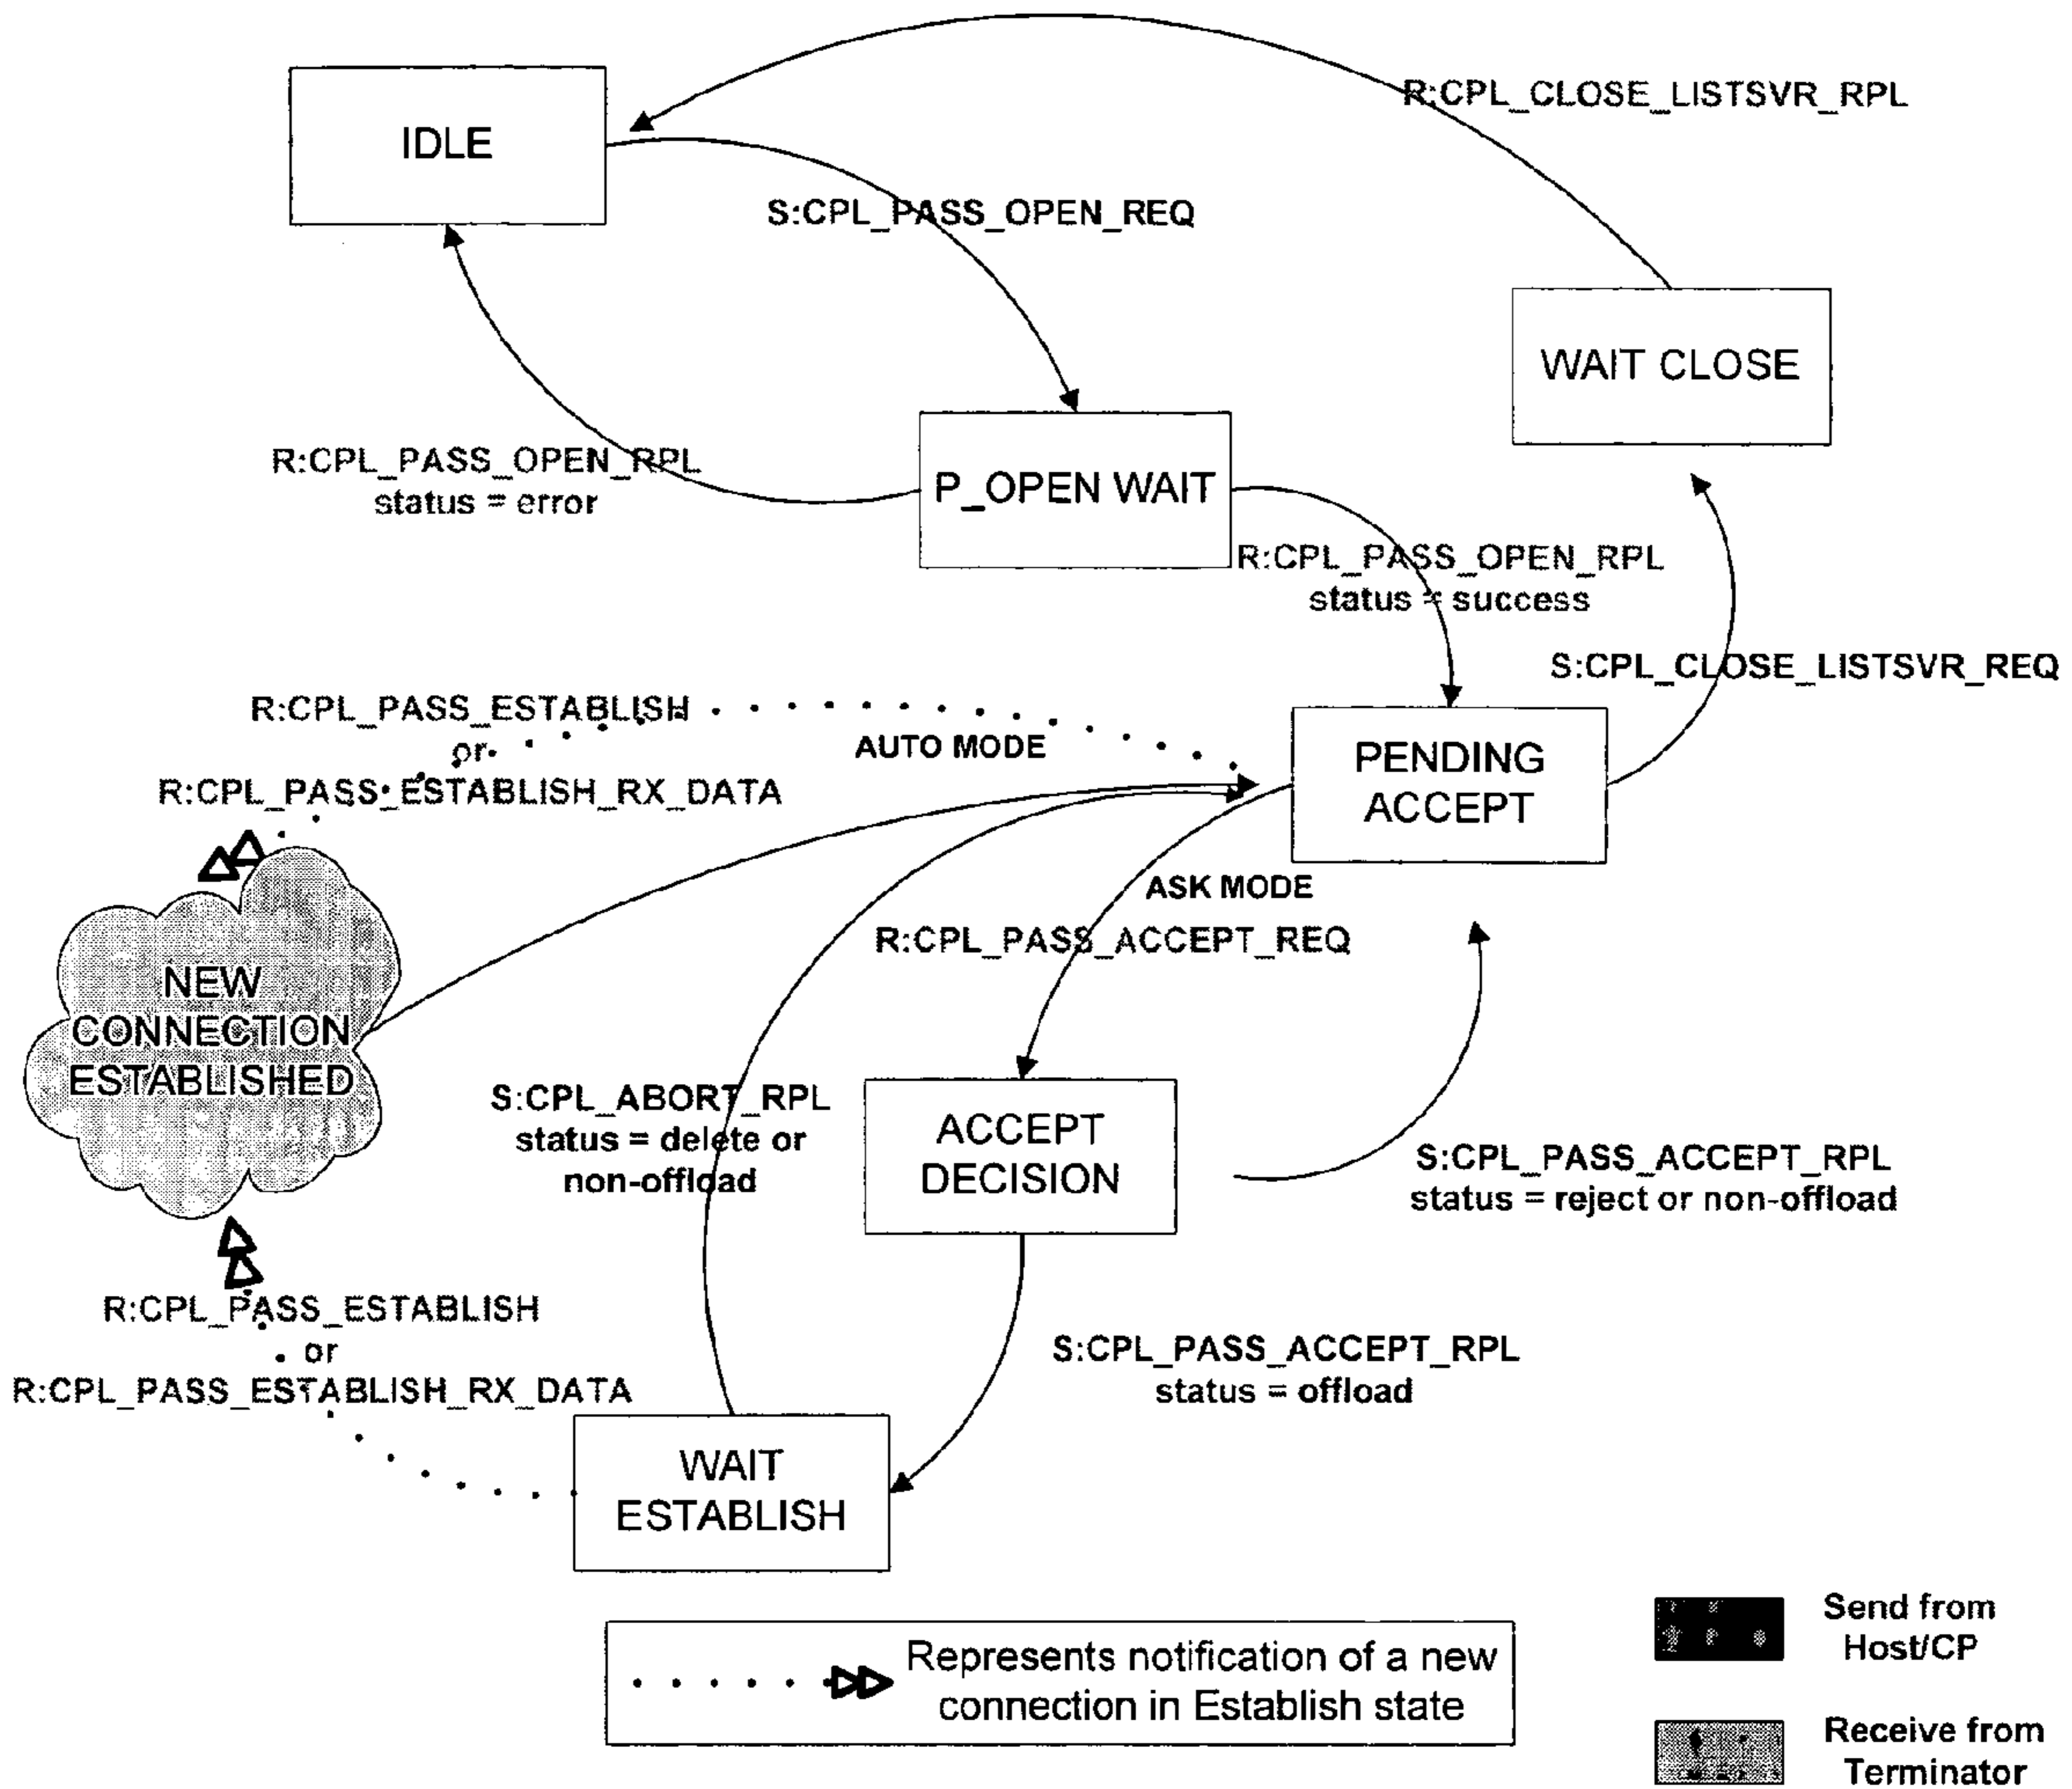 R:CPL_CLOSE_LISTSVR_RPL
IDLE
S:CPL_PASS_OPEN_REQ
WAIT CLOSE
R:CPL_PASS_OPEN_RPL
status = error
P_OPEN WAIT
R:CPL_PASS_OPEN_RPL
status = success
S:CPL_CLOSE_LISTSVR_REQ
R:CPL_PASS_ESTABLISH
or
R:CPL_PASS_ESTABLISH_RX_DATA
AUTO MODE
PENDING
ACCEPT
ASK MODE
R:CPL_PASS_ACCEPT_REQ
NEW
CONNECTION
ESTABLISHED
S:CPL_ABORT_RPL
status = delete or
non-offload
ACCEPT
DECISION
S:CPL_PASS_ACCEPT_RPL
status = reject or non-offload
R:CPL_PASS_ESTABLISH
or
R:CPL_PASS_ESTABLISH_RX_DATA
S:CPL_PASS_ACCEPT_RPL
status = offload
WAIT
ESTABLISH
Represents notification of a new
connection in Establish state
Send from
Host/CP
Receive from
Terminator